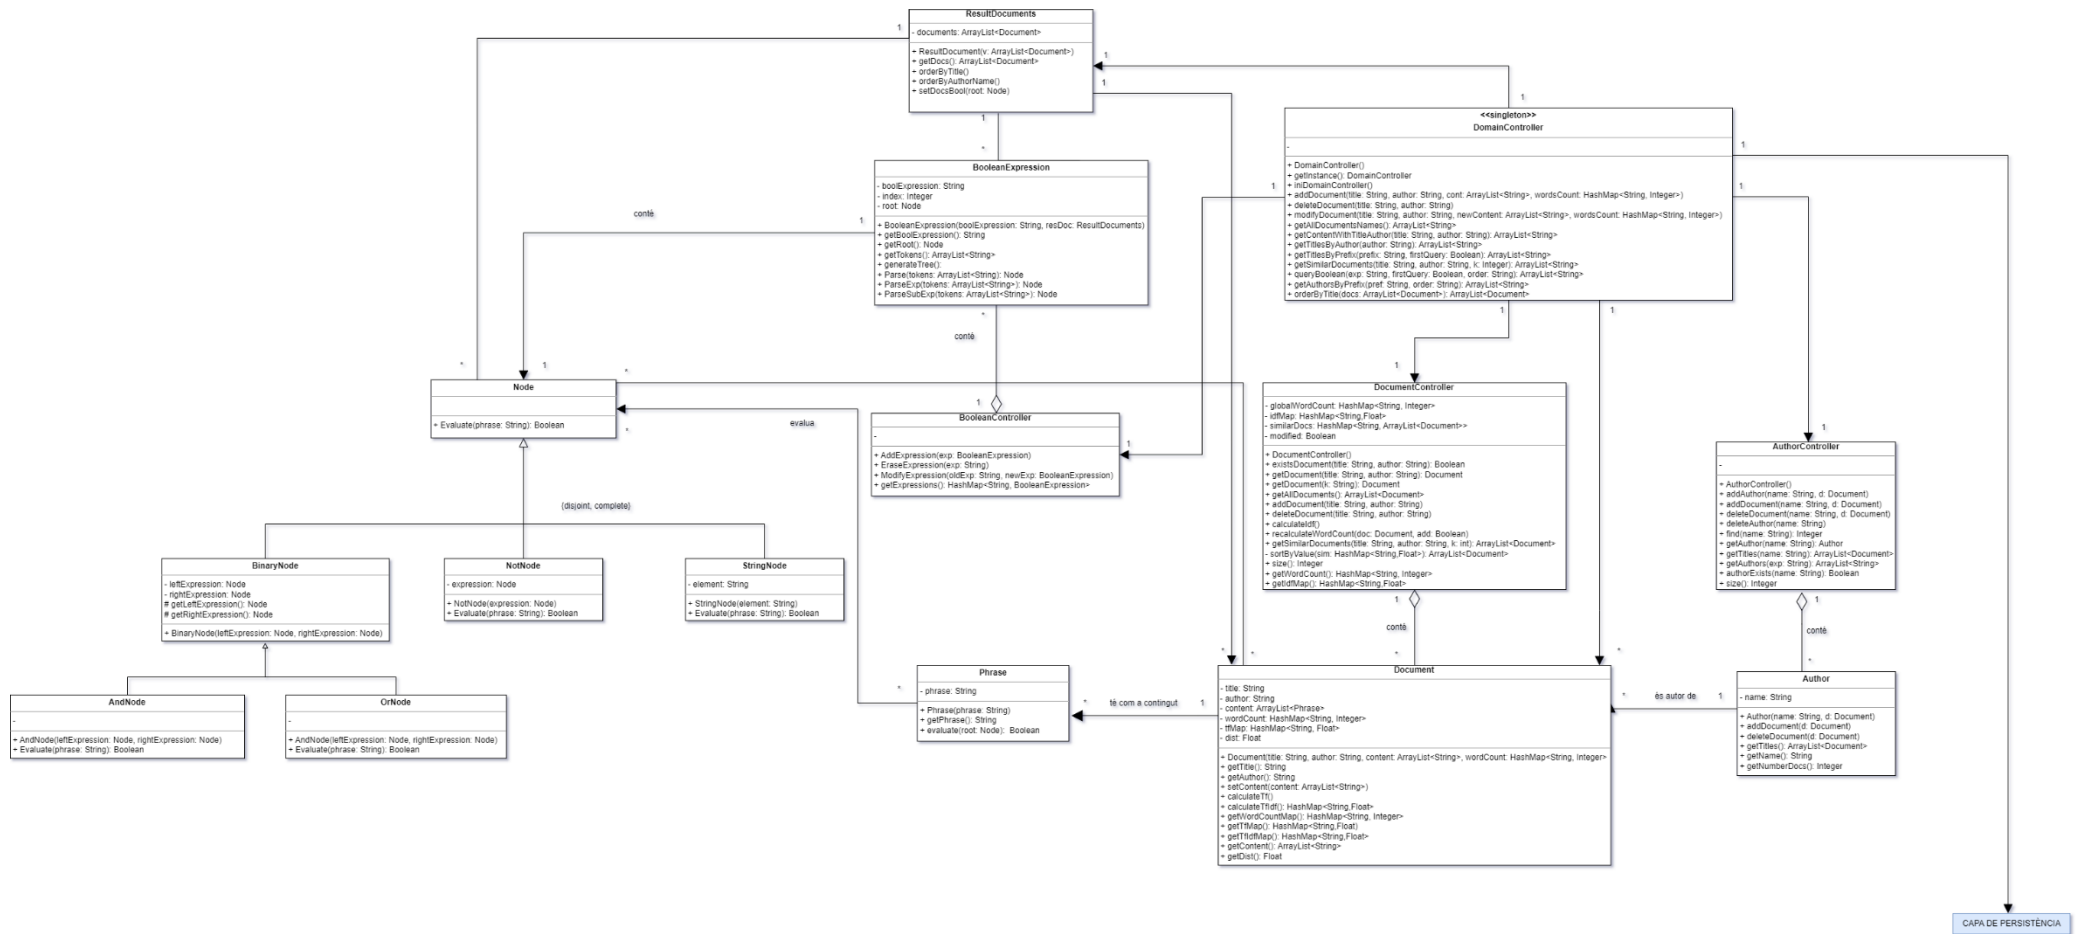 ResultDocuments
- documents: ArrayList<Document>
+ ResultDocument(v: ArrayList<Document>)
+ getDocs(): ArrayList<Document>
+ orderByTitle()
+ orderByAuthorName()
+ setDocsBool(root: Node)
1
1
1
1
1
*
1
<<singleton>>
DomainController
-
+ DomainController()
+ getInstance(): DomainController
+ iniDomainController()
+ addDocument(title: String, author: String, cont: ArrayList<String>, wordsCount: HashMap<String, Integer>)
+ deleteDocument(title: String, author: String)
+ modifyDocument(title: String, author: String, newContent: ArrayList<String>, wordsCount: HashMap<String, Integer>)
+ getAllDocumentsNames(): ArrayList<String>
+ getContentWithTitleAuthor(title: String, author: String): ArrayList<String>
+ getTitlesByAuthor(author: String): ArrayList<String>
+ getTitlesByPrefix(prefix: String, firstQuery: Boolean): ArrayList<String>
+ getSimilarDocuments(title: String, author: String, k: Integer): ArrayList<String>
+ queryBoolean(exp: String, firstQuery: Boolean, order: String): ArrayList<String>
+ getAuthorsByPrefix(pref: String, order: String): ArrayList<String>
+ orderByTitle(docs: ArrayList<Document>): ArrayList<Document>
1
1
1
1
BooleanExpression
- boolExpression: String
- index: Integer
- root: Node
+ BooleanExpression(boolExpression: String, resDoc: ResultDocuments)
+ getBoolExpression(): String
+ getRoot(): Node
+ getTokens(): ArrayList<String>
+ generateTree():
+ Parse(tokens: ArrayList<String): Node
+ ParseExp(tokens: ArrayList<String>): Node
+ ParseSubExp(tokens: ArrayList<String>): Node
conté
1
*
conté
1
*
1
*
1
Node
+ Evaluate(phrase: String): Boolean
*
evalua
BooleanController
-
+ AddExpression(exp: BooleanExpression)
+ EraseExpression(exp: String)
+ ModifyExpression(oldExp: String, newExp: BooleanExpression)
+ getExpressions(): HashMap<String, BooleanExpression>
1
1
DocumentController
- globalWordCount: HashMap<String, Integer>
- idfMap: HashMap<String,Float>
- similarDocs: HashMap<String, ArrayList<Document>>
- modified: Boolean
+ DocumentController()
+ existsDocument(title: String, author: String): Boolean
+ getDocument(title: String, author: String): Document
+ getDocument(k: String): Document
+ getAllDocuments(): ArrayList<Document>
+ addDocument(title: String, author: String)
+ deleteDocument(title: String, author: String)
+ calculateIdf()
+ recalculateWordCount(doc: Document, add: Boolean)
+ getSimilarDocuments(title: String, author: String, k: int): ArrayList<Document>
- sortByValue(sim: HashMap<String,Float>): ArrayList<Document>
+ size(): Integer
+ getWordCount(): HashMap<String, Integer>
+ getIdfMap(): HashMap<String,Float>
1
AuthorController
-
+ AuthorController()
+ addAuthor(name: String, d: Document)
+ addDocument(name: String, d: Document)
+ deleteDocument(name: String, d: Document)
+ deleteAuthor(name: String)
+ find(name: String): Integer
+ getAuthor(name: String): Author
+ getTitles(name: String): ArrayList<Document>
+ getAuthors(exp: String): ArrayList<String>
+ authorExists(name: String): Boolean
+ size(): Integer
{disjoint, complete}
BinaryNode
- leftExpression: Node
- rightExpression: Node
# getLeftExpression(): Node
# getRightExpression(): Node
+ BinaryNode(leftExpression: Node, rightExpression: Node)
NotNode
- expression: Node
+ NotNode(expression: Node)
+ Evaluate(phrase: String): Boolean
StringNode
- element: String
+ StringNode(element: String)
+ Evaluate(phrase: String): Boolean
1
conté
*
*
*
1
conté
*
*
AndNode
-
+ AndNode(leftExpression: Node, rightExpression: Node)
+ Evaluate(phrase: String): Boolean
OrNode
-
+ AndNode(leftExpression: Node, rightExpression: Node)
+ Evaluate(phrase: String): Boolean
*
Phrase
- phrase: String
+ Phrase(phrase: String)
+ getPhrase(): String
+ evaluate(root: Node): Boolean
*
té com a contingut
1
Document
- title: String
- author: String
- content: ArrayList<Phrase>
- wordCount: HashMap<String, Integer>
- tfMap: HashMap<String, Float>
- dist: Float
+ Document(title: String, author: String, content: ArrayList<String>, wordCount: HashMap<String, Integer>
+ getTitle(): String
+ getAuthor(): String
+ setContent(content: ArrayList<String>)
+ calculateTf()
+ calculateTfIdf(): HashMap<String,Float>
+ getWordCountMap(): HashMap<String, Integer>
+ getTfMap(): HashMap<String,Float)
+ getTfIdfMap(): HashMap<String,Float>
+ getContent(): ArrayList<String>
+ getDist(): Float
*
és autor de
1
Author
- name: String
+ Author(name: String, d: Document)
+ addDocument(d: Document)
+ deleteDocument(d: Document)
+ getTitles(): ArrayList<Document>
+ getName(): String
+ getNumberDocs(): Integer
CAPA DE PERSISTÈNCIA